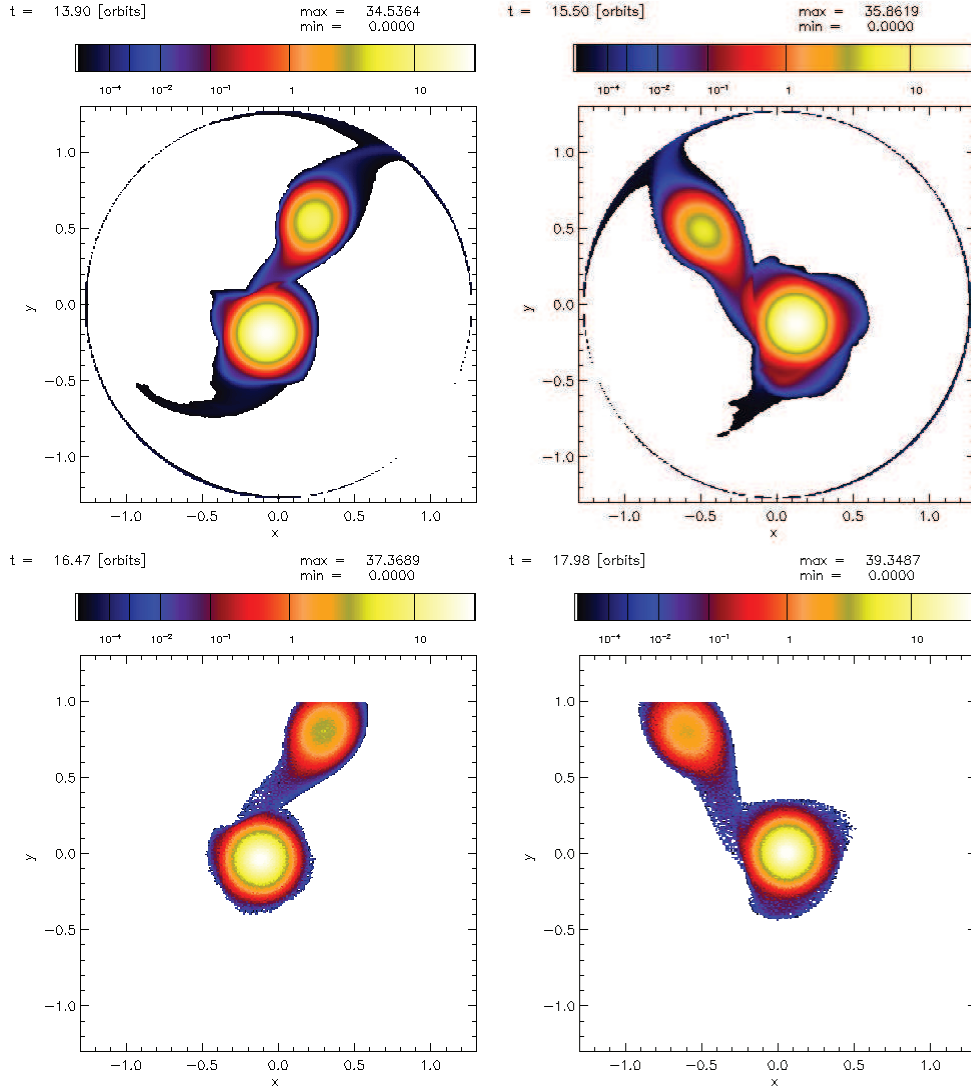 t = 13.90 [orbits] max = 34.5364
min = 0.0000
10⁻⁴ 10⁻² 10⁻¹ 1 10
1.0
0.5
0.0
y
−0.5
−1.0
−1.0 −0.5 0.0 0.5 1.0
x
t = 15.50 [orbits] max = 35.8619
min = 0.0000
10⁻⁴ 10⁻² 10⁻¹ 1 10
1.0
0.5
0.0
y
−0.5
−1.0
−1.0 −0.5 0.0 0.5 1.0
x
t = 16.47 [orbits] max = 37.3689
min = 0.0000
10⁻⁴ 10⁻² 10⁻¹ 1 10
1.0
0.5
0.0
y
−0.5
−1.0
−1.0 −0.5 0.0 0.5 1.0
x
t = 17.98 [orbits] max = 39.3487
min = 0.0000
10⁻⁴ 10⁻² 10⁻¹ 1 10
1.0
0.5
0.0
y
−0.5
−1.0
−1.0 −0.5 0.0 0.5 1.0
x